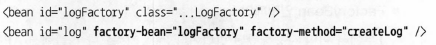 <bean id="logFactory" class="...LogFactory" />
<bean id="log" factory-bean="logFactory" factory-method="createLog" />